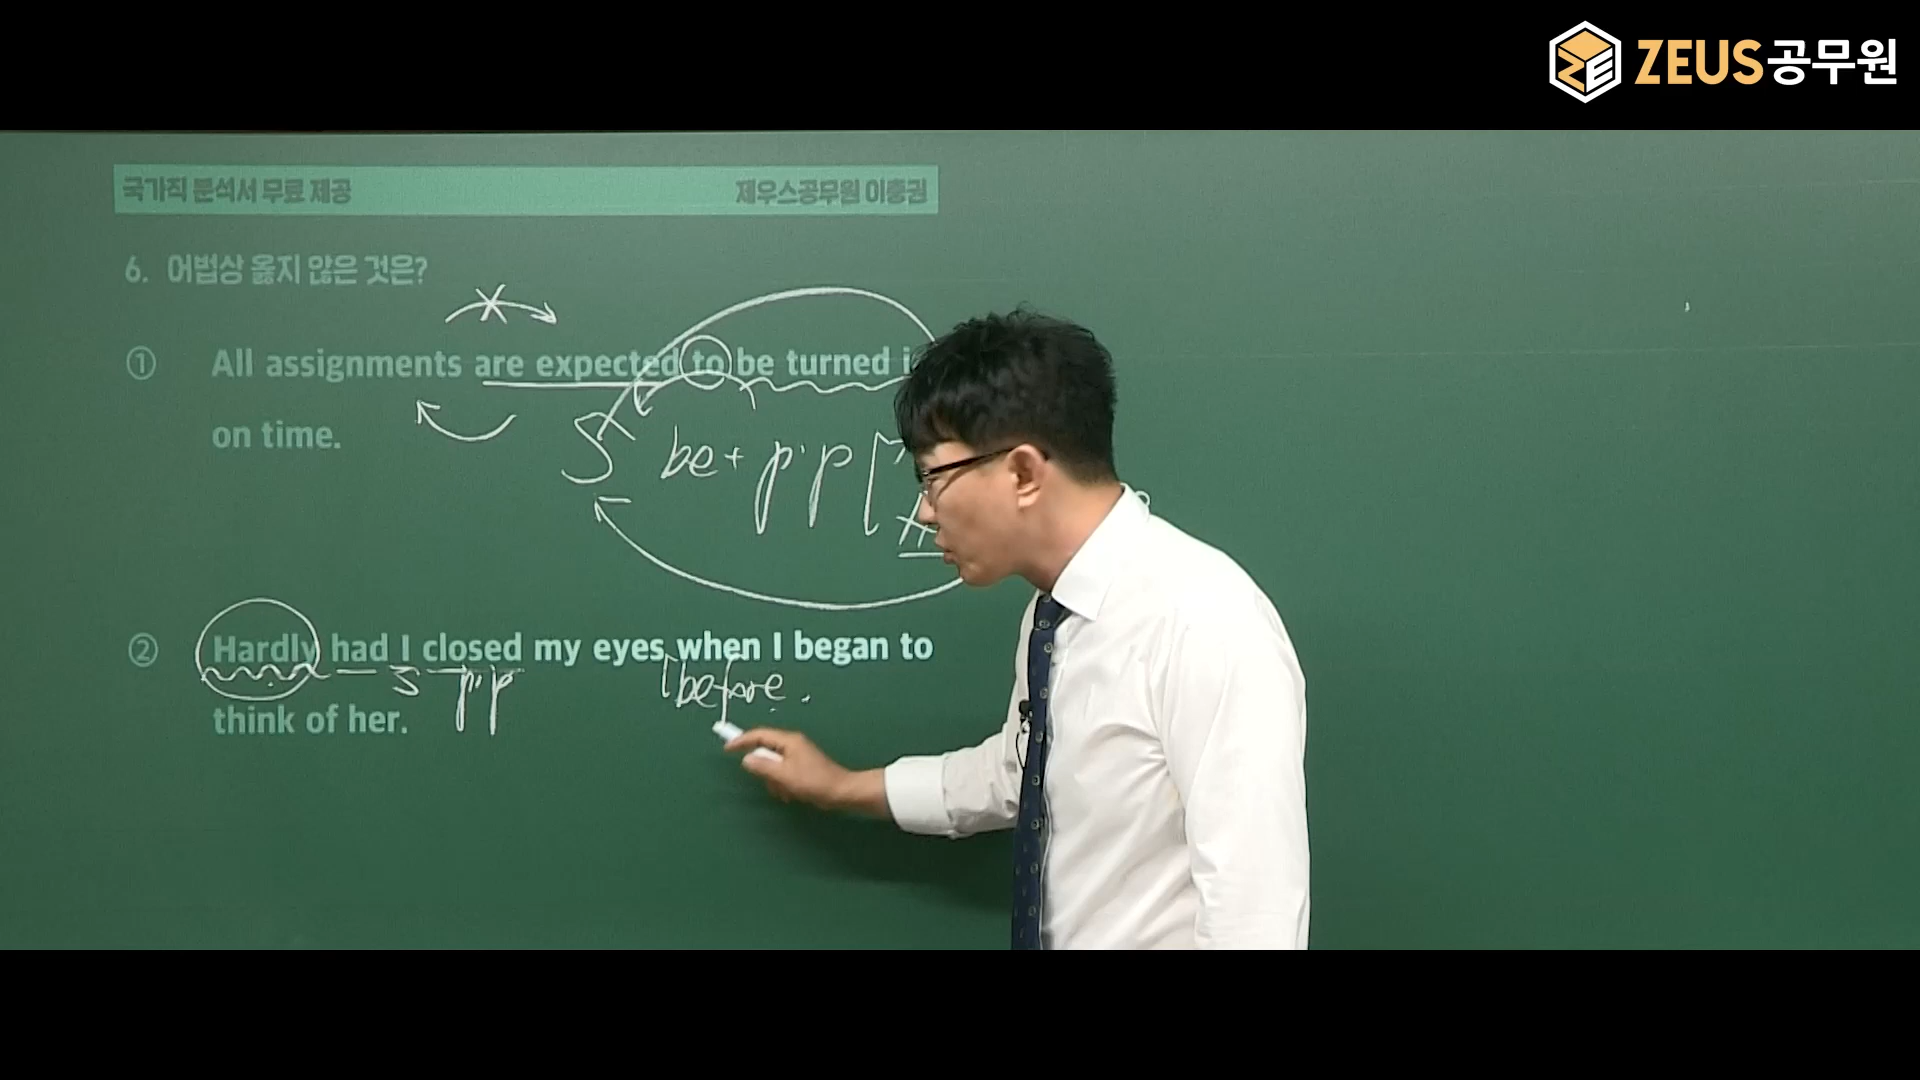 ZEUS공무원
국가직 분석서 무료 제공 제우스공무원 이충권
6. 어법상 옳지 않은 것은?
① All assignments are expected to be turned
on time.
S be + p.p
② Hardly had I closed my eyes when I began to
S p.p before.
think of her.